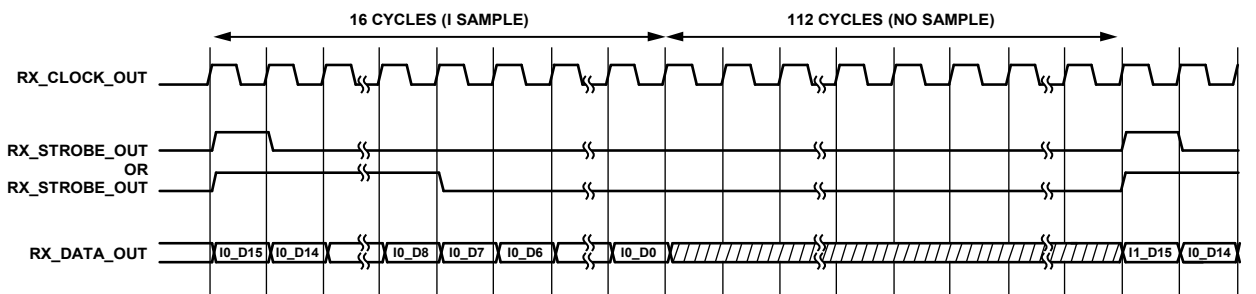 16 CYCLES (I SAMPLE) 112 CYCLES (NO SAMPLE)
RX_CLOCK_OUT
RX_STROBE_OUT
OR
RX_STROBE_OUT
RX_DATA_OUT I0_D15 I0_D14 I0_D8 I0_D7 I0_D6 I0_D0 I1_D15 I0_D14